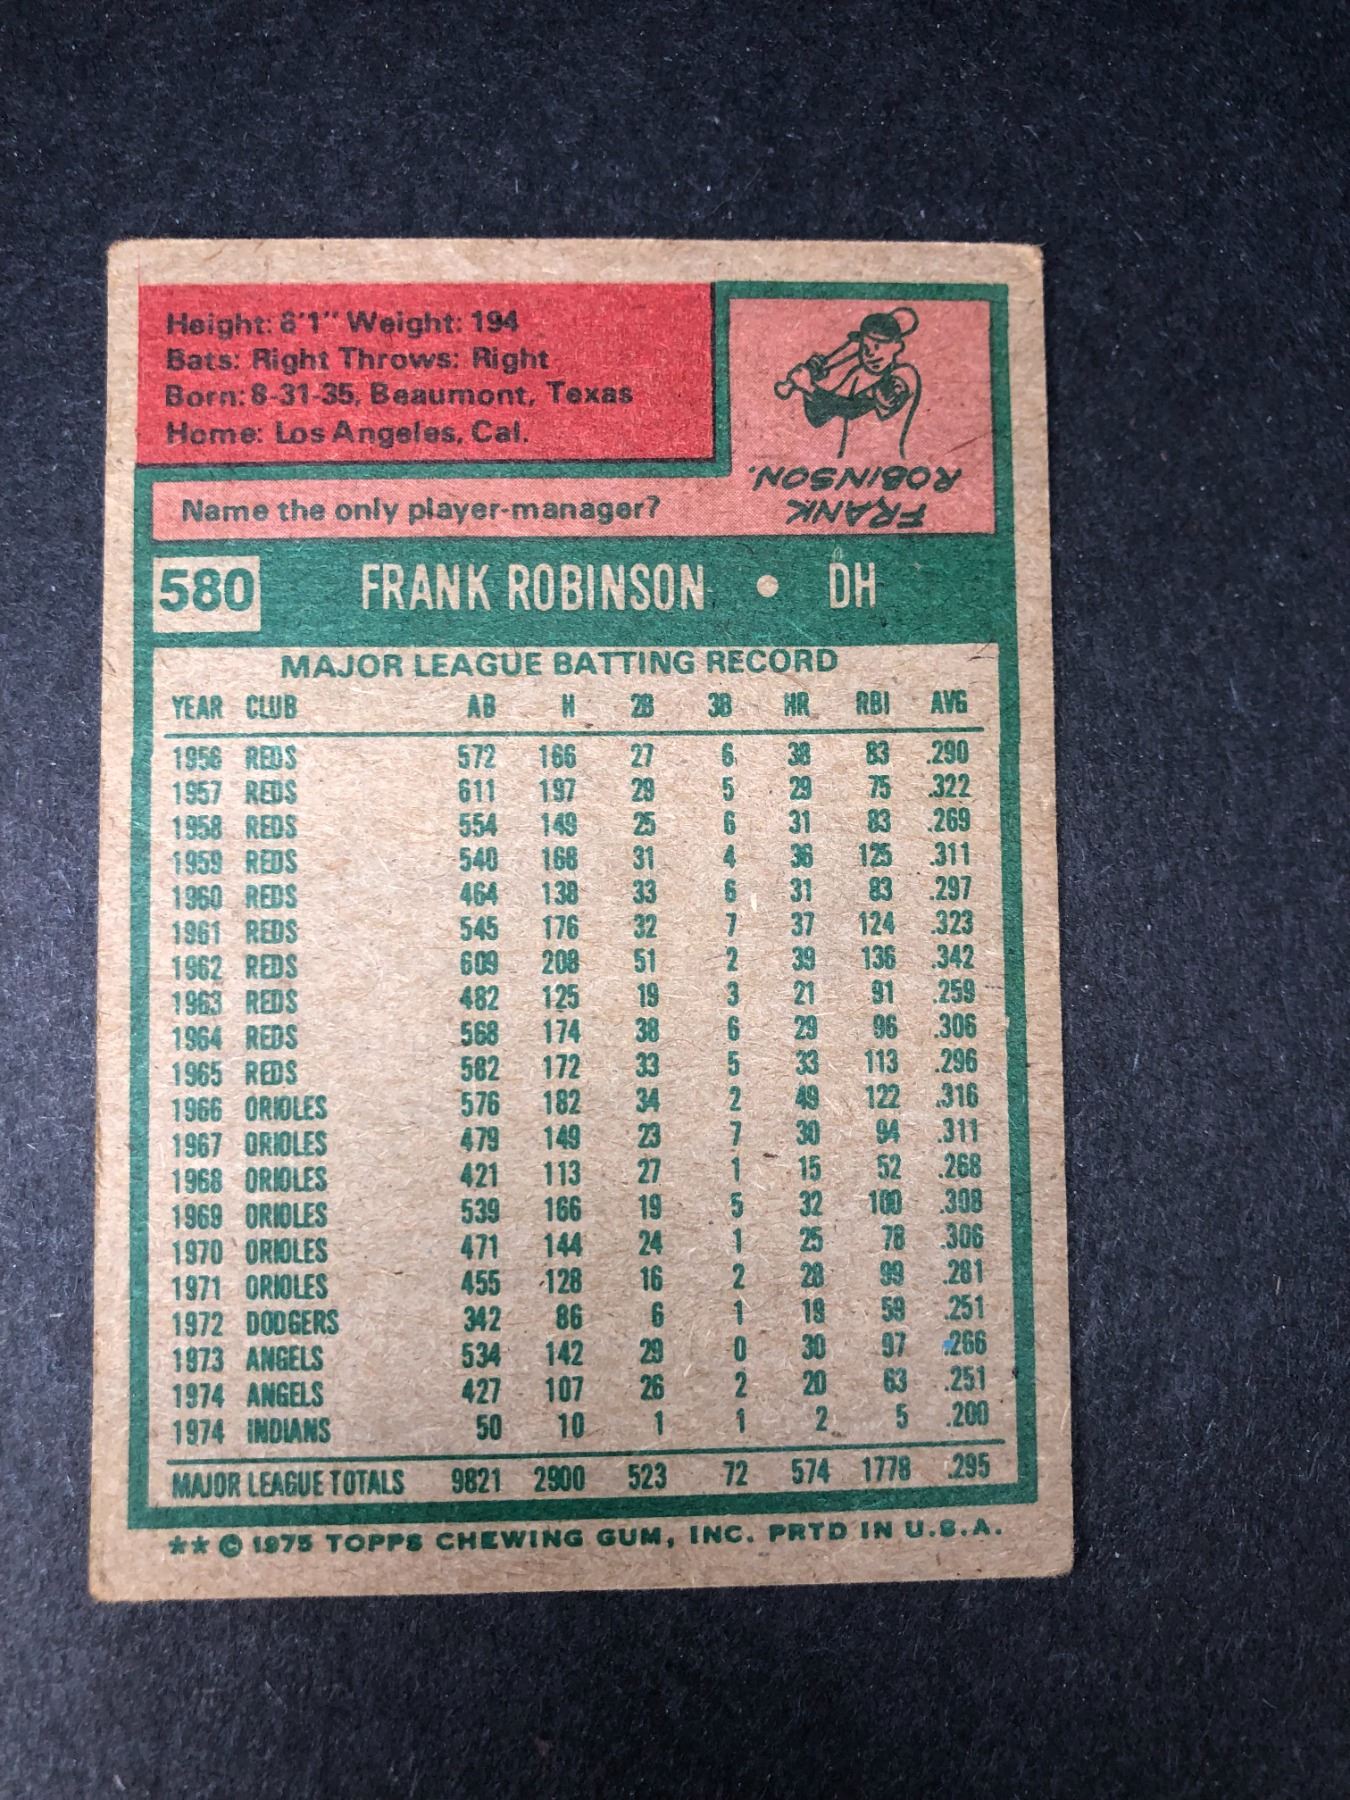 Height: 6'1" Weight: 194
Bats: Right Throws: Right
Born: 8-31-35, Beaumont, Texas
Home: Los Angeles, Cal.
Name the only player-manager?
FRANK
ROBINSON.
580 FRANK ROBINSON • DH
MAJOR LEAGUE BATTING RECORD
YEAR CLUB AB H 2B 3B HR RBI AVG
1956 REDS 572 166 27 6 38 83 .290
1957 REDS 611 197 29 5 29 75 .322
1958 REDS 554 149 25 6 31 83 .269
1959 REDS 540 168 31 4 36 125 .311
1960 REDS 464 138 33 6 31 83 .297
1961 REDS 545 176 32 7 37 124 .323
1962 REDS 609 208 51 2 39 136 .342
1963 REDS 482 125 19 3 21 91 .259
1964 REDS 568 174 38 6 29 96 .306
1965 REDS 582 172 33 5 33 113 .296
1966 ORIOLES 576 182 34 2 49 122 .316
1967 ORIOLES 479 149 23 7 30 94 .311
1968 ORIOLES 421 113 27 1 15 52 .268
1969 ORIOLES 539 166 19 5 32 100 .308
1970 ORIOLES 471 144 24 1 25 78 .306
1971 ORIOLES 455 128 16 2 28 99 .281
1972 DODGERS 342 86 6 1 19 59 .251
1973 ANGELS 534 142 29 0 30 97 .266
1974 ANGELS 427 107 26 2 20 63 .251
1974 INDIANS 50 10 1 1 2 5 .200
MAJOR LEAGUE TOTALS 9821 2900 523 72 574 1778 .295
** © 1975 TOPPS CHEWING GUM, INC. PRTD IN U.S.A.